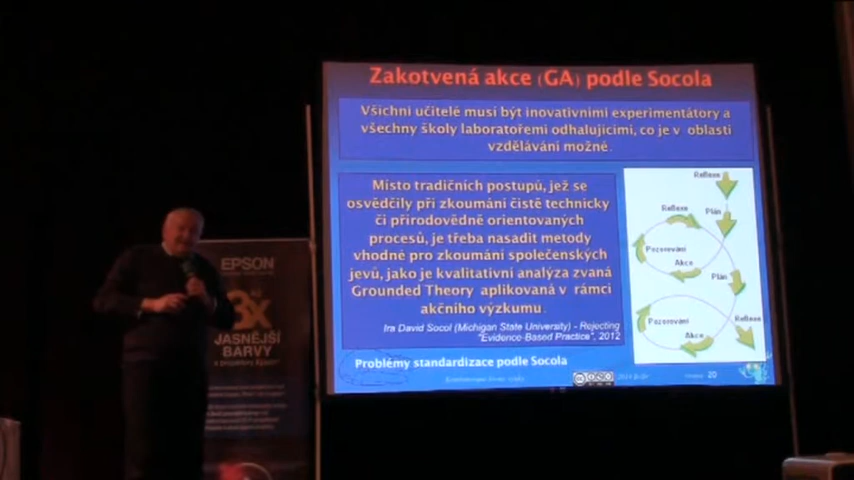 Zakotvená akce (GA) podle Socola
Všichni učitelé musí být inovativními experimentátory a
všechny školy laboratořemi odhalujícími, co je v oblasti
vzdělávání možné.
Místo tradičních postupů, jež se
osvědčily při zkoumání čistě technicky
či přírodovědně orientovaných
procesů, je třeba nasadit metody
vhodné pro zkoumání společenských
jevů, jako je kvalitativní analýza zvaná
Grounded Theory aplikovaná v rámci
akčního výzkumu.
Ira David Socol (Michigan State University) - Rejecting
"Evidence-Based Practice", 2012
Problémy standardizace podle Socola
Reflexe
Reflexe
Plán
Pozorování
Akce
Plán
Pozorování
Reflexe
Akce
20
EPSON
3x
JASNĚJŠÍ
BARVY